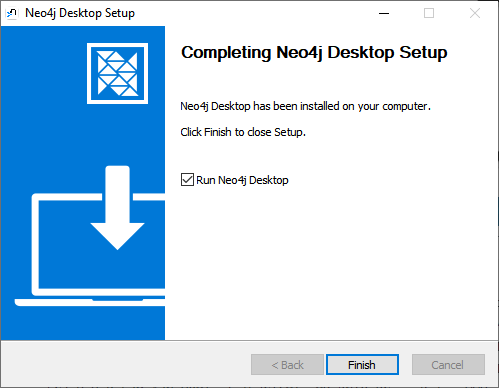 Neo4j Desktop Setup
Completing Neo4j Desktop Setup
Neo4j Desktop has been installed on your computer.
Click Finish to close Setup.
Run Neo4j Desktop
< Back
Finish
Cancel